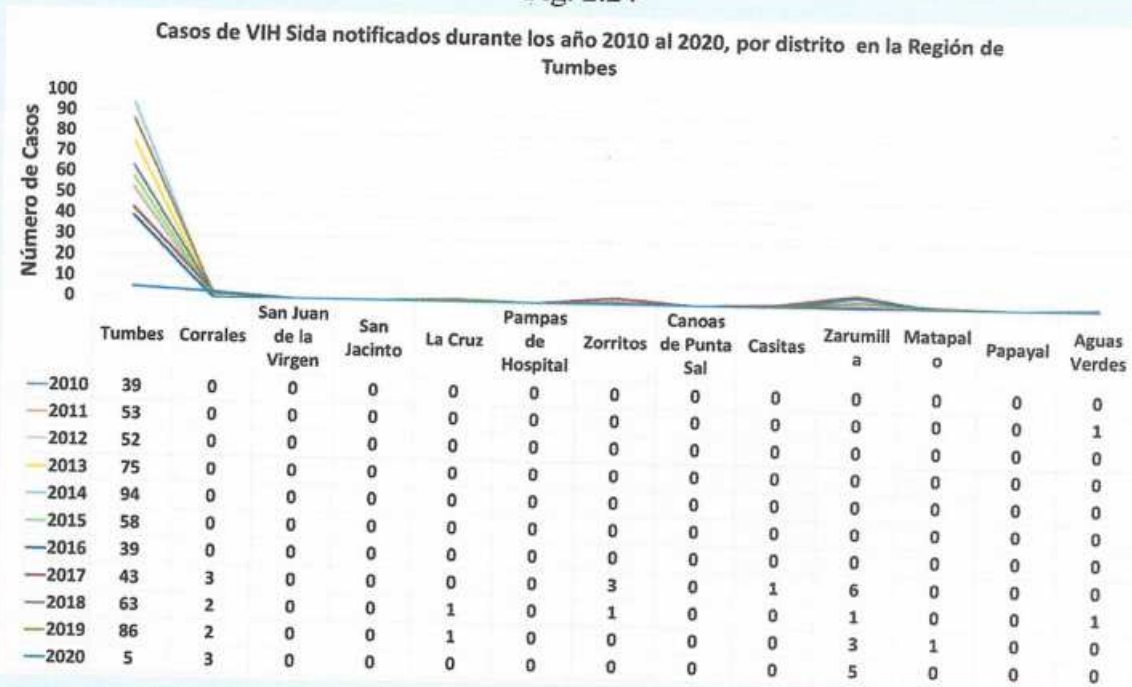 Casos de VIH Sida notificados durante los año 2010 al 2020, por distrito en la Región de
Tumbes
Número de Casos
100
90
80
70
60
50
40
30
20
10
0
Tumbes Corrales San Juan de la Virgen San Jacinto La Cruz Pampas de Hospital Zorritos Canoas de Punta Sal Casitas Zarumill a Matapal o Papayal Aguas Verdes
2010 39 0 0 0 0 0 0 0 0 0 0 0 0
2011 53 0 0 0 0 0 0 0 0 0 0 0 1
2012 52 0 0 0 0 0 0 0 0 0 0 0 0
2013 75 0 0 0 0 0 0 0 0 0 0 0 0
2014 94 0 0 0 0 0 0 0 0 0 0 0 0
2015 58 0 0 0 0 0 0 0 0 0 0 0 0
2016 39 0 0 0 0 0 0 0 0 0 0 0 0
2017 43 3 0 0 0 0 3 0 1 6 0 0 0
2018 63 2 0 0 1 0 1 0 0 1 0 0 1
2019 86 2 0 0 1 0 0 0 0 3 1 0 0
2020 5 3 0 0 0 0 0 0 0 5 0 0 0